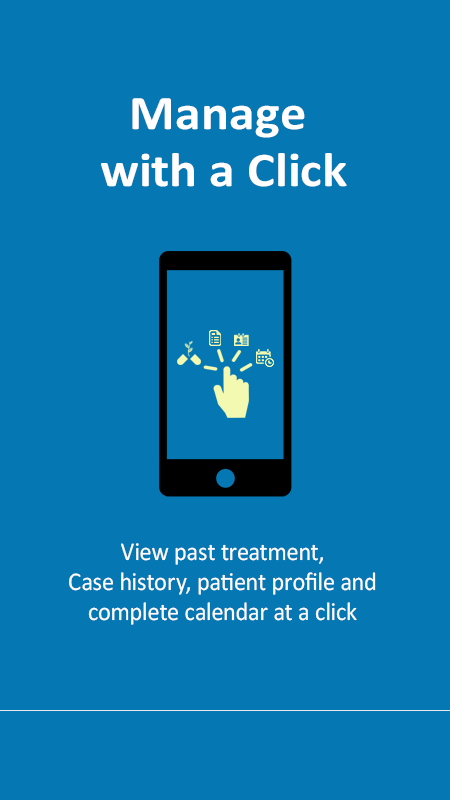 Manage
with a Click
View past treatment,
Case history, patient profile and
complete calendar at a click